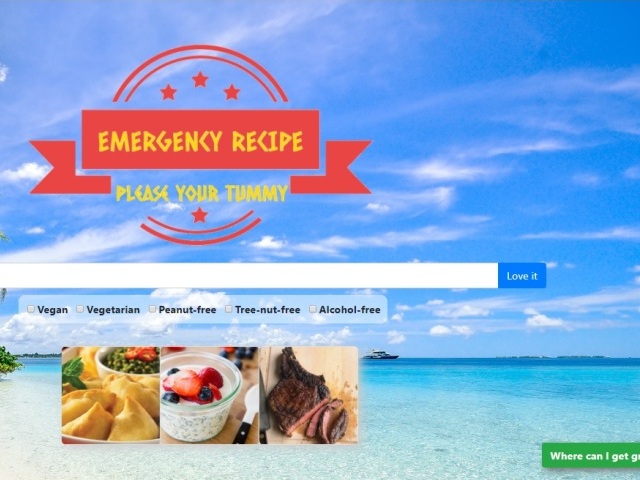 EMERGENCY RECIPE
PLEASE YOUR TUMMY
Love it
Vegan Vegetarian Peanut-free Tree-nut-free Alcohol-free
Where can I get